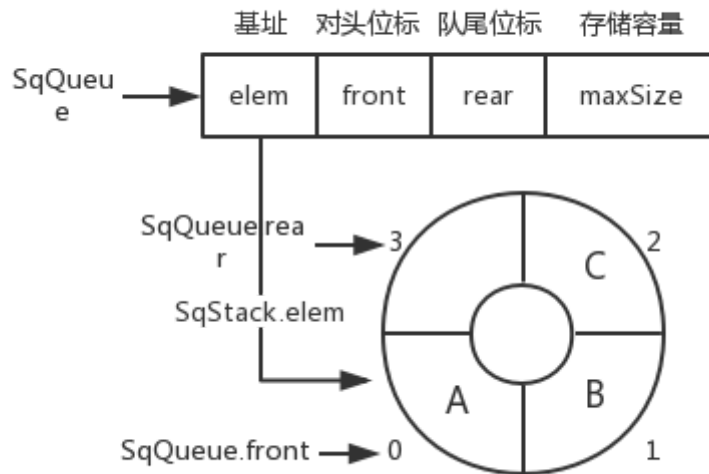 基址 对头位标 队尾位标 存储容量
SqQueu
e
elem front rear maxSize
SqQueue.rea
r
3
2
C
SqStack.elem
A
B
SqQueue.front
0
1